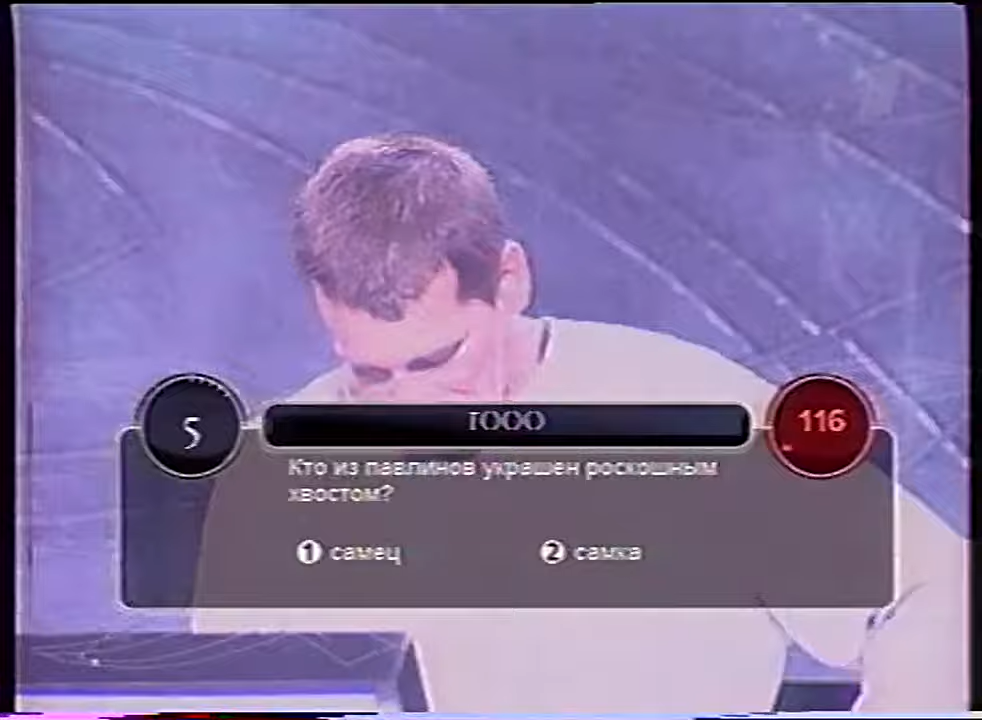 5
1000
116
Кто из павлинов украшен роскошным
хвостом?
1 самец
2 самка